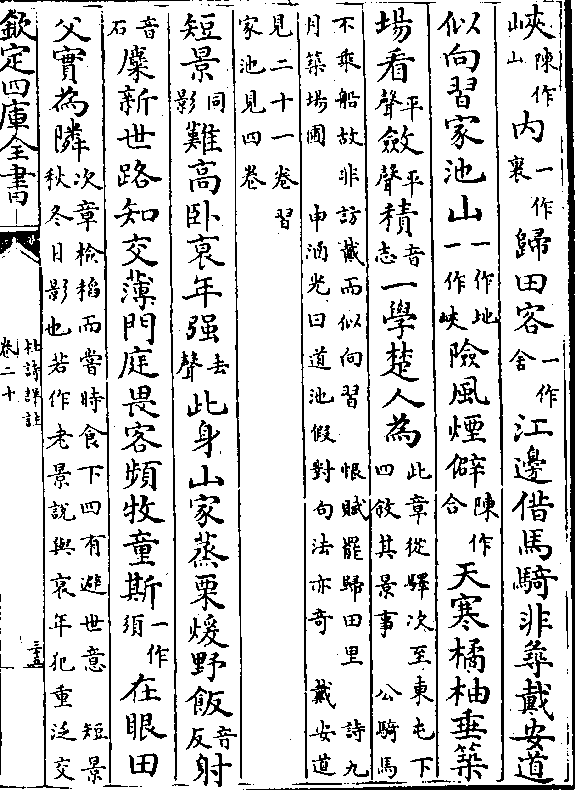 峽陳作山内一作裏歸田客一作舍江邊借馬騎非尋戴安道
似向習家池山一作地一作峽險風煙僻陳作合天寒橘柚垂築
場看平聲斂平聲積音志一學楚人為此章從驛次至東屯下四敘其景事　公騎馬
不乘船故非訪戴而似向習　恨賦罷歸田里　詩九月築場圃　申涵光曰道池假對句法亦奇　戴安道
見二十一卷習家池見四卷
短景同影難高卧衰年强去聲此身山家蒸栗煖野飯音反射
音石麋新世路知交薄門庭畏客頻牧童斯一作須在眼田
父實為隣次章檢稻而當時食下四有避世意　短景秋冬日影也若作老景說與衰年犯重泛交
欽定四庫全書
杜詩詳註
卷二十